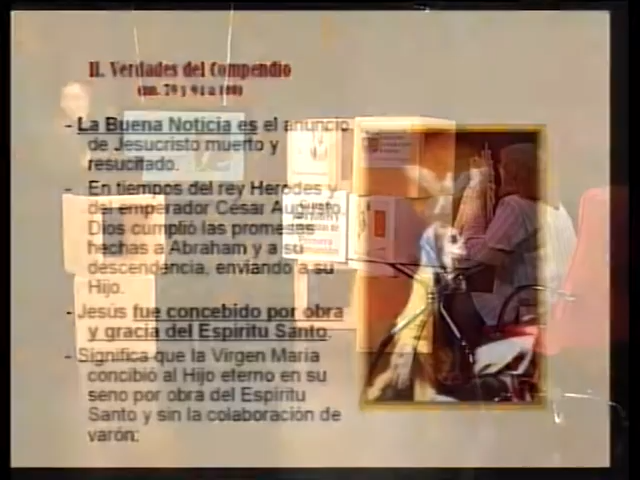 II. Verdades del Compendio
(nn. 79 y 94 a 100)
- La Buena Noticia es el anuncio
de Jesucristo muerto y
resucitado.
- En tiempos del rey Herodes y
del emperador César Augusto,
Dios cumplió las promesas
hechas a Abraham y a su
descendencia, enviando a su
Hijo.
- Jesús fue concebido por obra
y gracia del Espíritu Santo.
- Significa que la Virgen María
concibió al Hijo eterno en su
seno por obra del Espíritu
Santo y sin la colaboración de
varón;